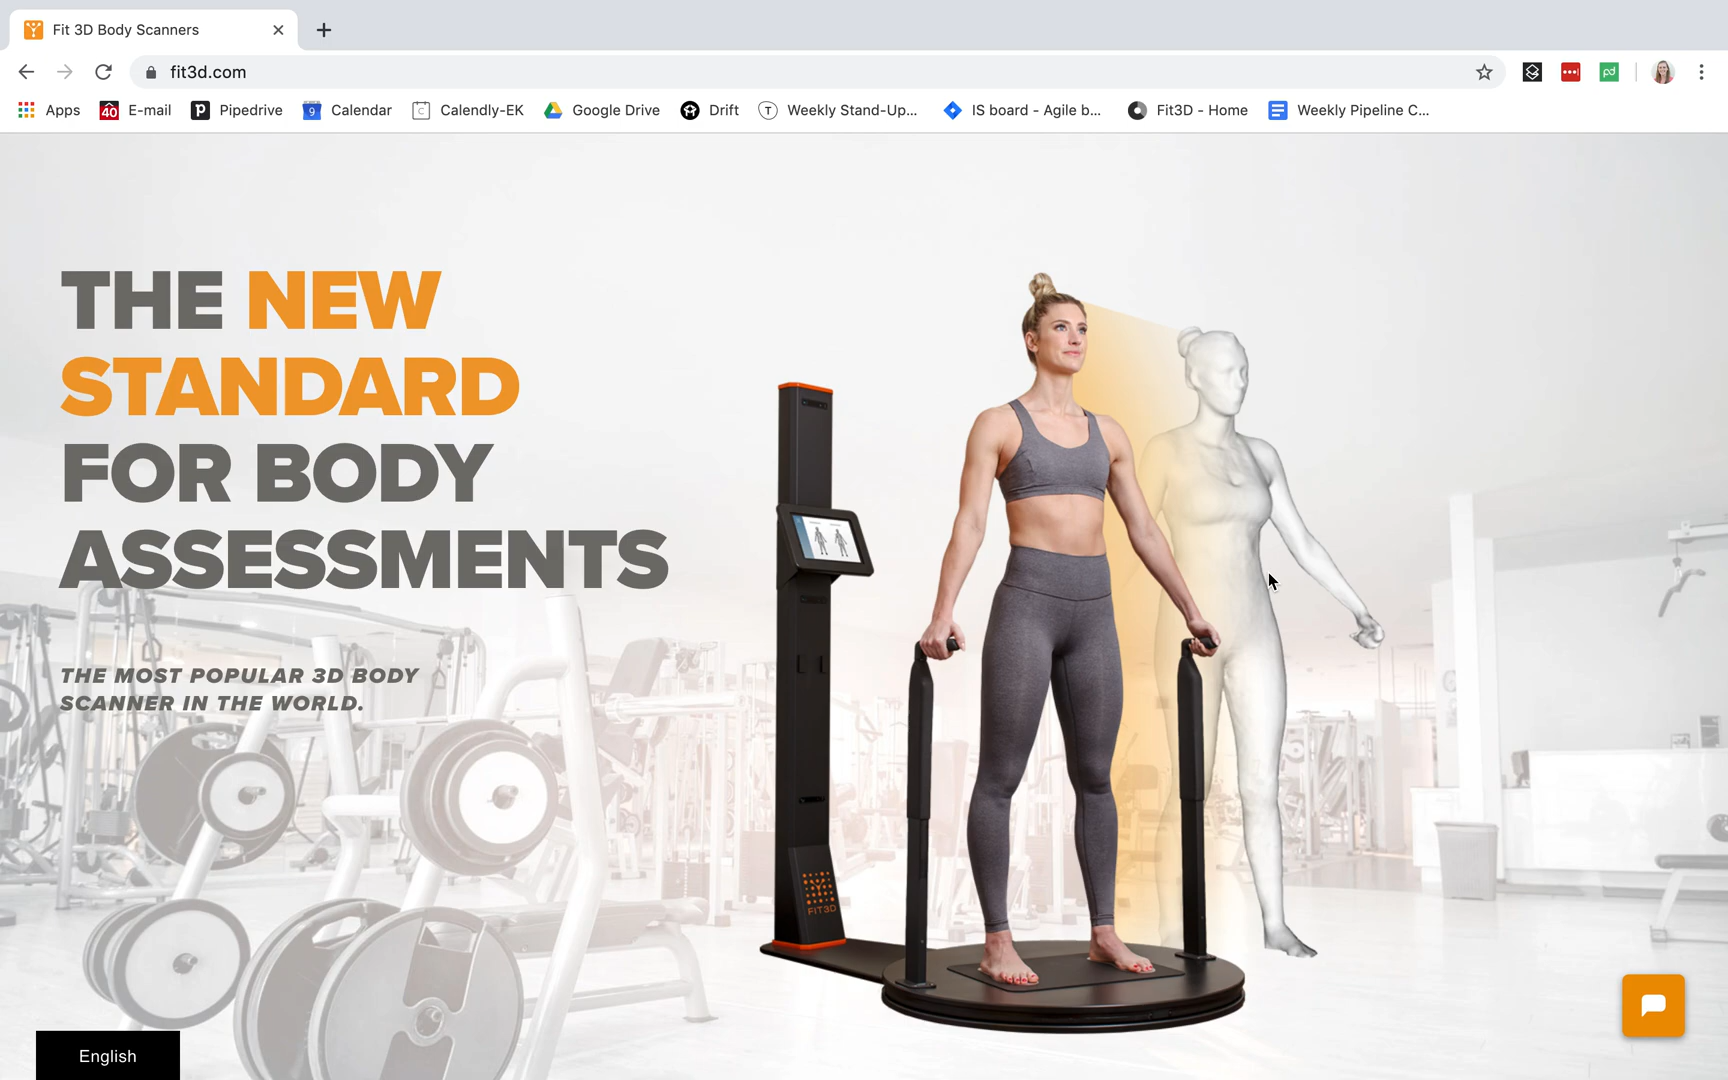 Fit 3D Body Scanners
fit3d.com
Apps
40
E-mail
Pipedrive
9
Calendar
Calendly-EK
Google Drive
Drift
T
Weekly Stand-Up...
IS board - Agile b...
Fit3D - Home
Weekly Pipeline C...
THE NEW
STANDARD
FOR BODY
ASSESSMENTS
THE MOST POPULAR 3D BODY
SCANNER IN THE WORLD.
FIT3D
English